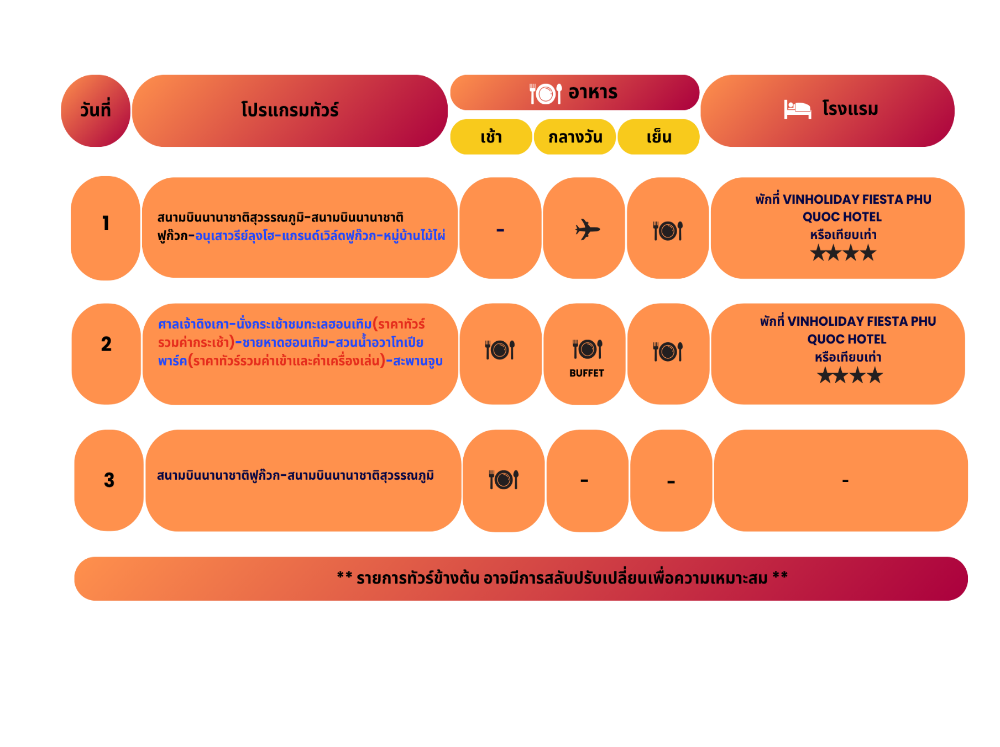 วันที่
โปรแกรมทัวร์
อาหาร
โรงแรม
เช้า
กลางวัน
เย็น
1
สนามบินนานาชาติสุวรรณภูมิ-สนามบินนานาชาติ
ฟูก๊วก-อนุเสาวรีย์ลุงโฮ-แกรนด์เวิล์ดฟูก๊วก-หมู่บ้านไม้ไผ่
-
พักที่ VINHOLIDAY FIESTA PHU
QUOC HOTEL
หรือเทียบเท่า
2
ศาลเจ้าดิงเกา-นั่งกระเช้าชมทะเลฮอนเทิม(ราคาทัวร์
รวมค่ากระเช้า)-ชายหาดฮอนเทิม-สวนน้ำอวาโทเปีย
พาร์ค(ราคาทัวร์รวมค่าเข้าและค่าเครื่องเล่น)-สะพานจูบ
BUFFET
พักที่ VINHOLIDAY FIESTA PHU
QUOC HOTEL
หรือเทียบเท่า
3
สนามบินนานาชาติฟูก๊วก-สนามบินนานาชาติสุวรรณภูมิ
-
-
-
** รายการทัวร์ข้างต้น อาจมีการสลับปรับเปลี่ยนเพื่อความเหมาะสม **